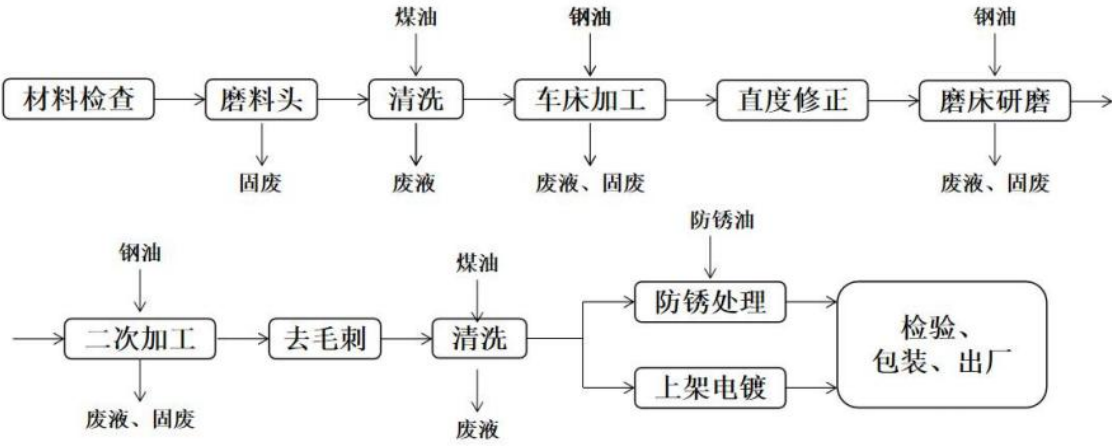 煤油
钢油
钢油
材料检查
磨料头
清洗
车床加工
直度修正
磨床研磨
固废
废液
废液、固废
废液、固废
钢油
煤油
防锈油
二次加工
去毛刺
清洗
防锈处理
上架电镀
检验、
包装、出厂
废液、固废
废液